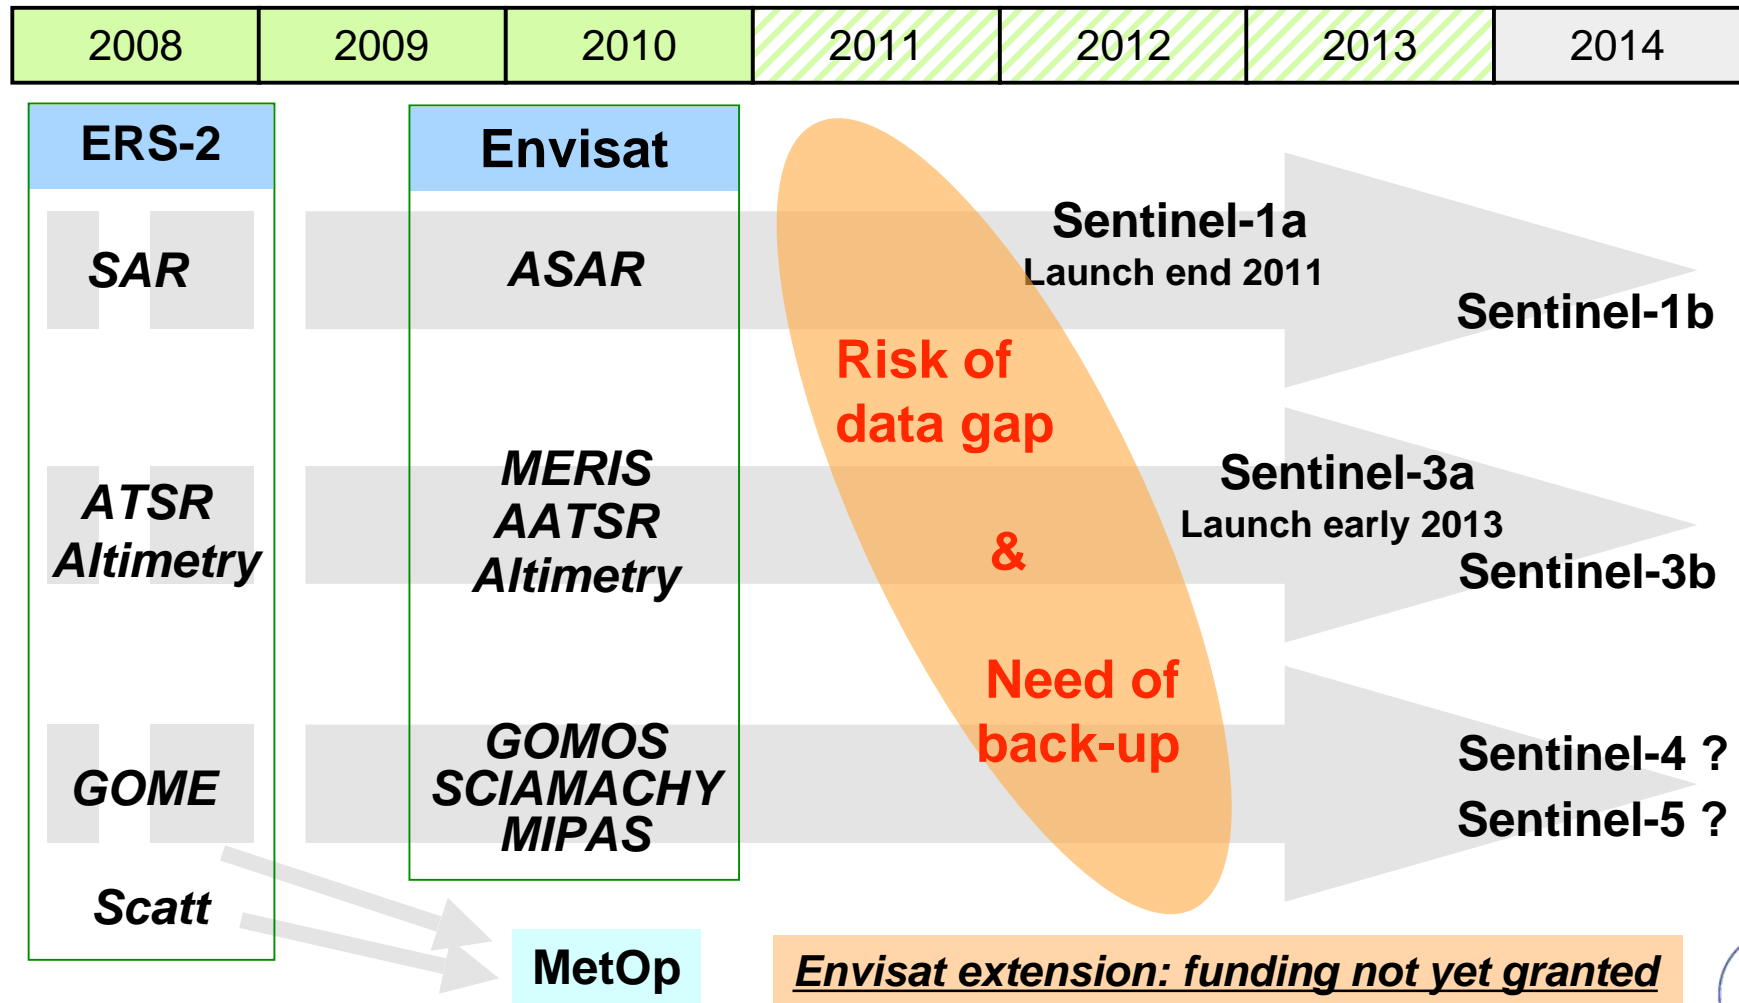 2008 2009 2010 2011 2012 2013 2014
ERS-2
SAR
ATSR
Altimetry
GOME
Scatt
Envisat
ASAR
MERIS
AATSR
Altimetry
GOMOS
SCIAMACHY
MIPAS
MetOp
Risk of
data gap
&
Need of
back-up
Sentinel-1a
Launch end 2011
Sentinel-1b
Sentinel-3a
Launch early 2013
Sentinel-3b
Sentinel-4 ?
Sentinel-5 ?
Envisat extension: funding not yet granted